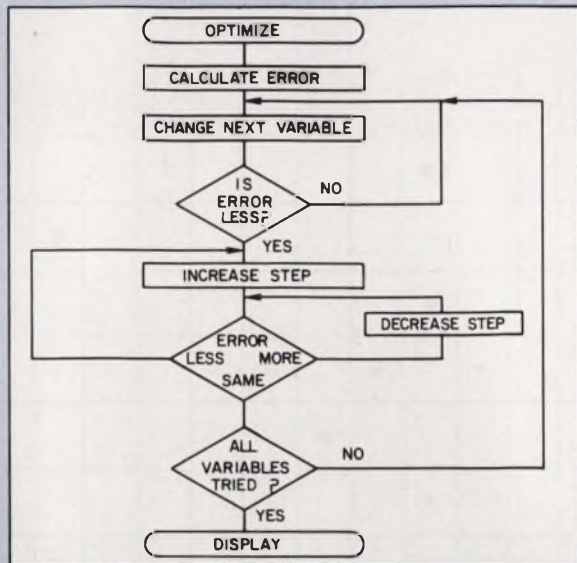 OPTIMIZE
CALCULATE ERROR
CHANGE NEXT VARIABLE
IS
ERROR
LESS?
NO
YES
INCREASE STEP
DECREASE STEP
ERROR
LESS MORE
SAME
ALL
VARIABLES
TRIED ?
NO
YES
DISPLAY